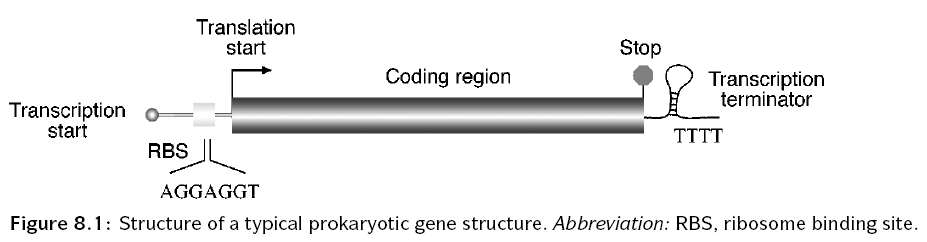 Translation
start
Stop
Coding region
Transcription
terminator
Transcription
start
TTTT
RBS
AGGAGGT
Figure 8.1: Structure of a typical prokaryotic gene structure. Abbreviation: RBS, ribosome binding site.